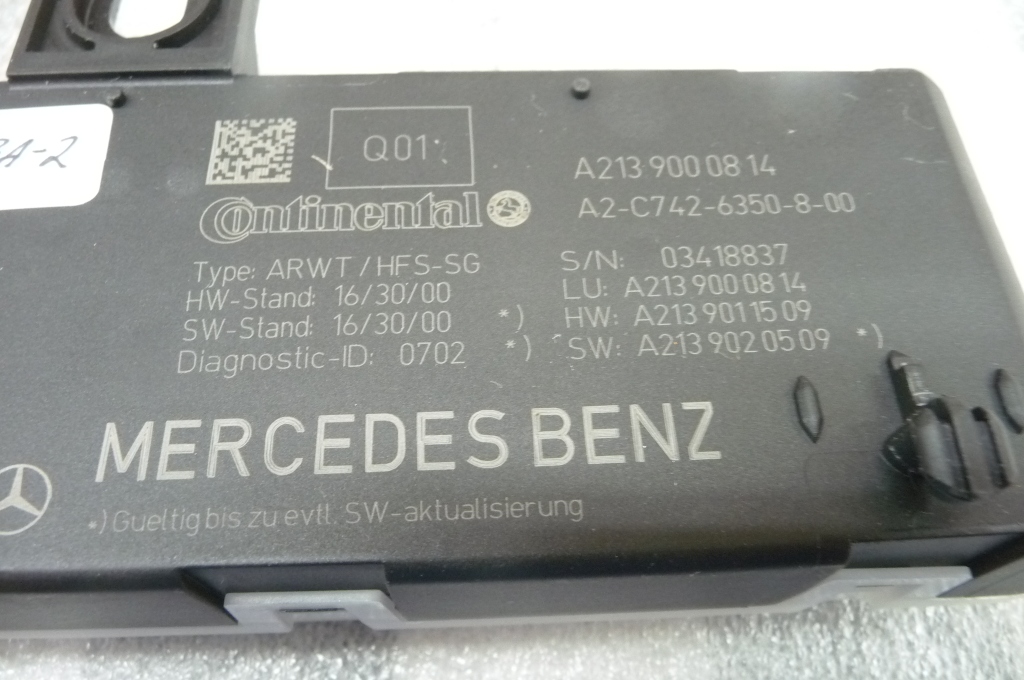 A-2
Q01
Continental
A213 900 08 14
A2-C742-6350-8-00
Type: ARWT/HFS-SG
HW-Stand: 16/30/00
SW-Stand: 16/30/00 *)
Diagnostic-ID: 0702 *)
S/N: 03418837
LU: A213 900 08 14
HW: A213 901 15 09
SW: A213 902 05 09 *)
MERCEDES BENZ
*) Gueltig bis zu evtl. SW-aktualisierung